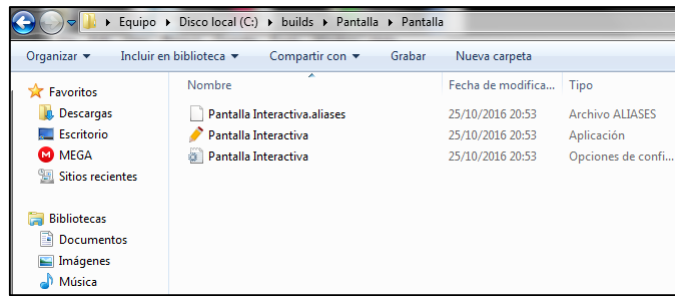 Equipo ▸ Disco local (C:) ▸ builds ▸ Pantalla ▸ Pantalla
Organizar Incluir en biblioteca Compartir con Grabar Nueva carpeta
Favoritos
Descargas
Escritorio
MEGA
Sitios recientes
Bibliotecas
Documentos
Imágenes
Música
Nombre Fecha de modifica... Tipo
Pantalla Interactiva.aliases 25/10/2016 20:53 Archivo ALIASES
Pantalla Interactiva 25/10/2016 20:53 Aplicación
Pantalla Interactiva 25/10/2016 20:53 Opciones de confi...